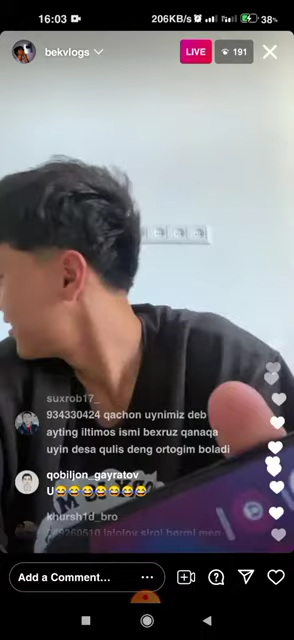 16:03
206KB/s
38%
bekvlogs
LIVE
191
suxrob17_
934330424 qachon uynimiz deb
ayting iltimos ismi bexruz qanaqa
uyin desa qulis deng ortogim boladi
qobiljon_gayratov
U😂😂😂😂😂😂😂
khursh1d_bro
Add a Comment...